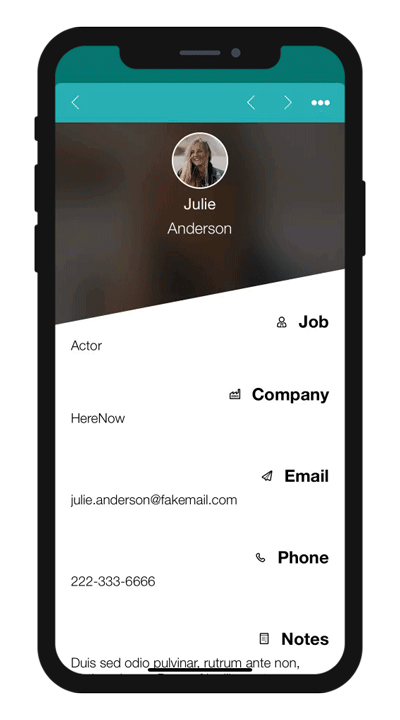 Julie
Anderson
Job
Actor
Company
HereNow
Email
julie.anderson@fakemail.com
Phone
222-333-6666
Notes
Duis sed odio pulvinar, rutrum ante non,